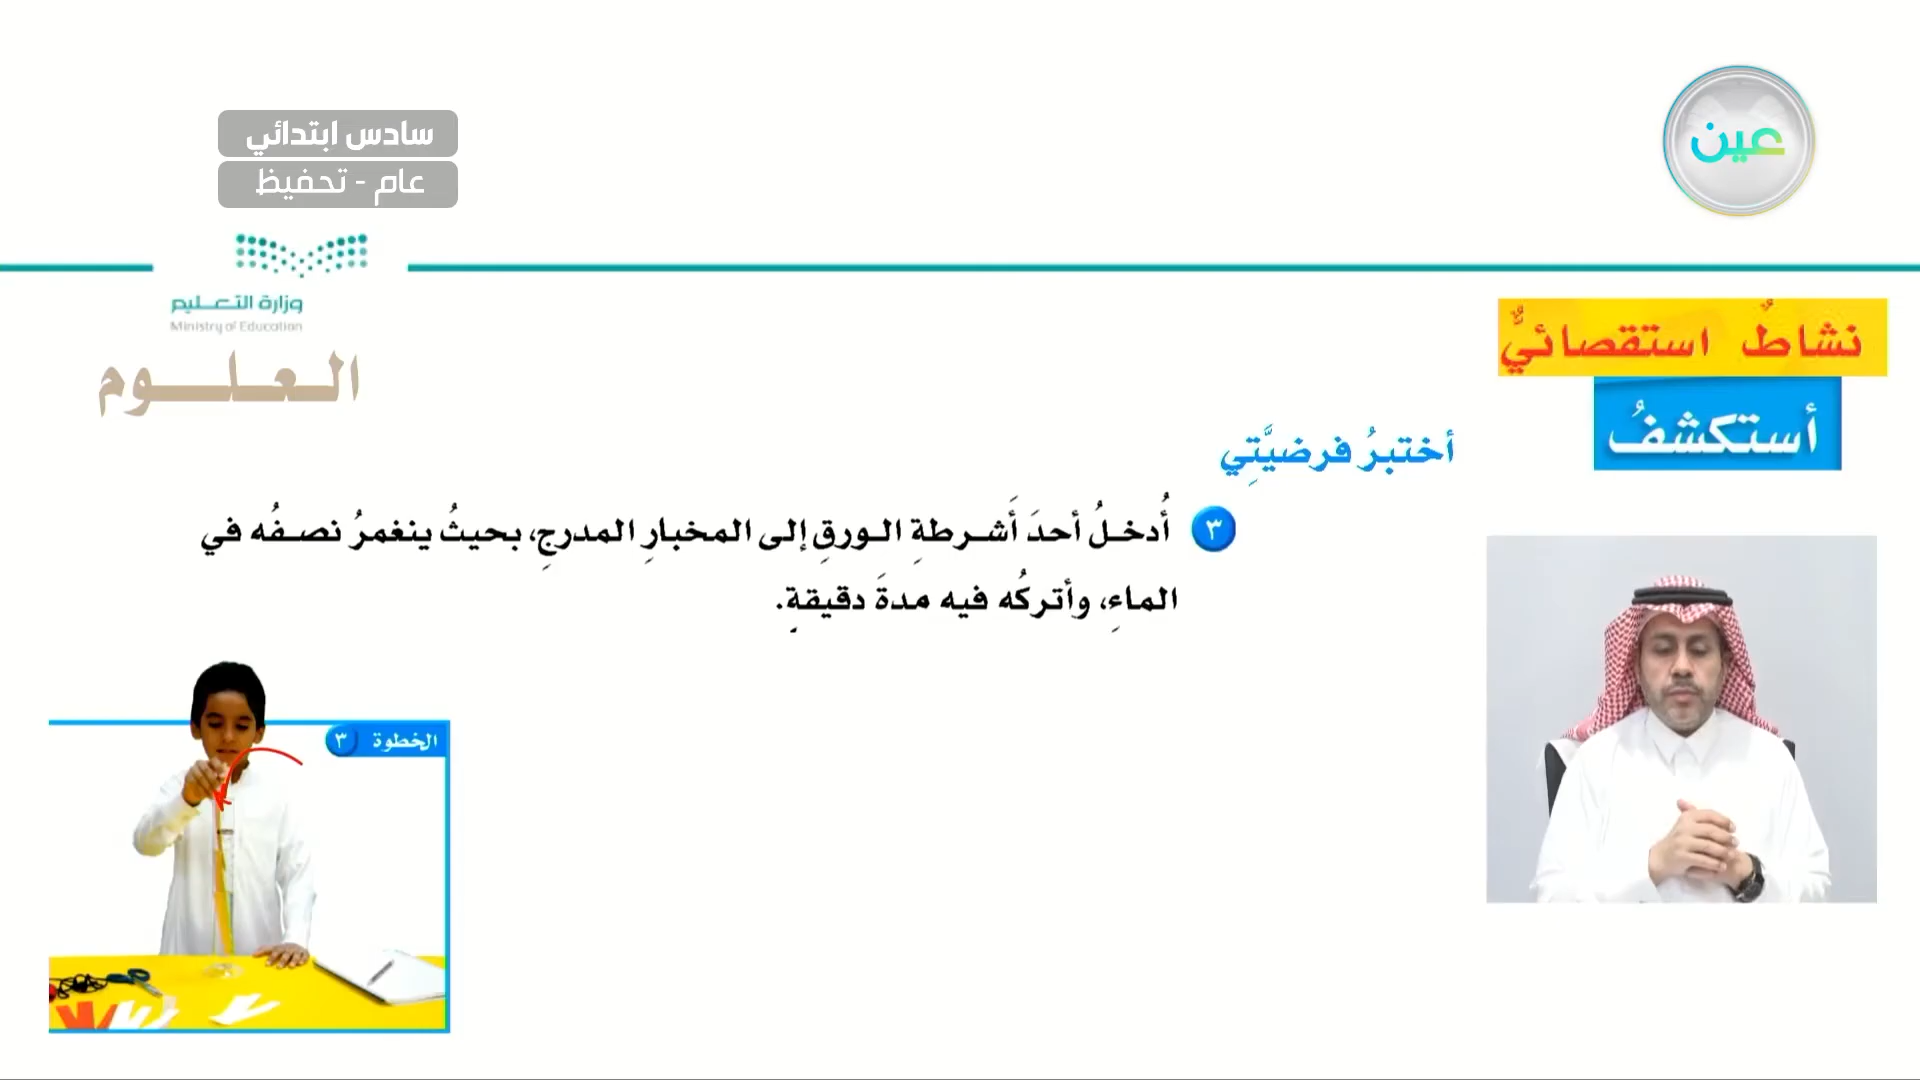 سادس ابتدائي
عام - تحفيظ
عين
وزارة التعليم
Ministry of Education
العلوم
نشاطٌ استقصائيٌّ
أستكشفُ
أختبرُ فرضيَّتِي
٣ أُدخلُ أحدَ أَشرطةِ الورقِ إلى المخبارِ المدرجِ، بحيثُ ينغمرُ نصفُه في
الماءِ، وأتركُه فيه مدةَ دقيقةٍ.
الخطوة ٣